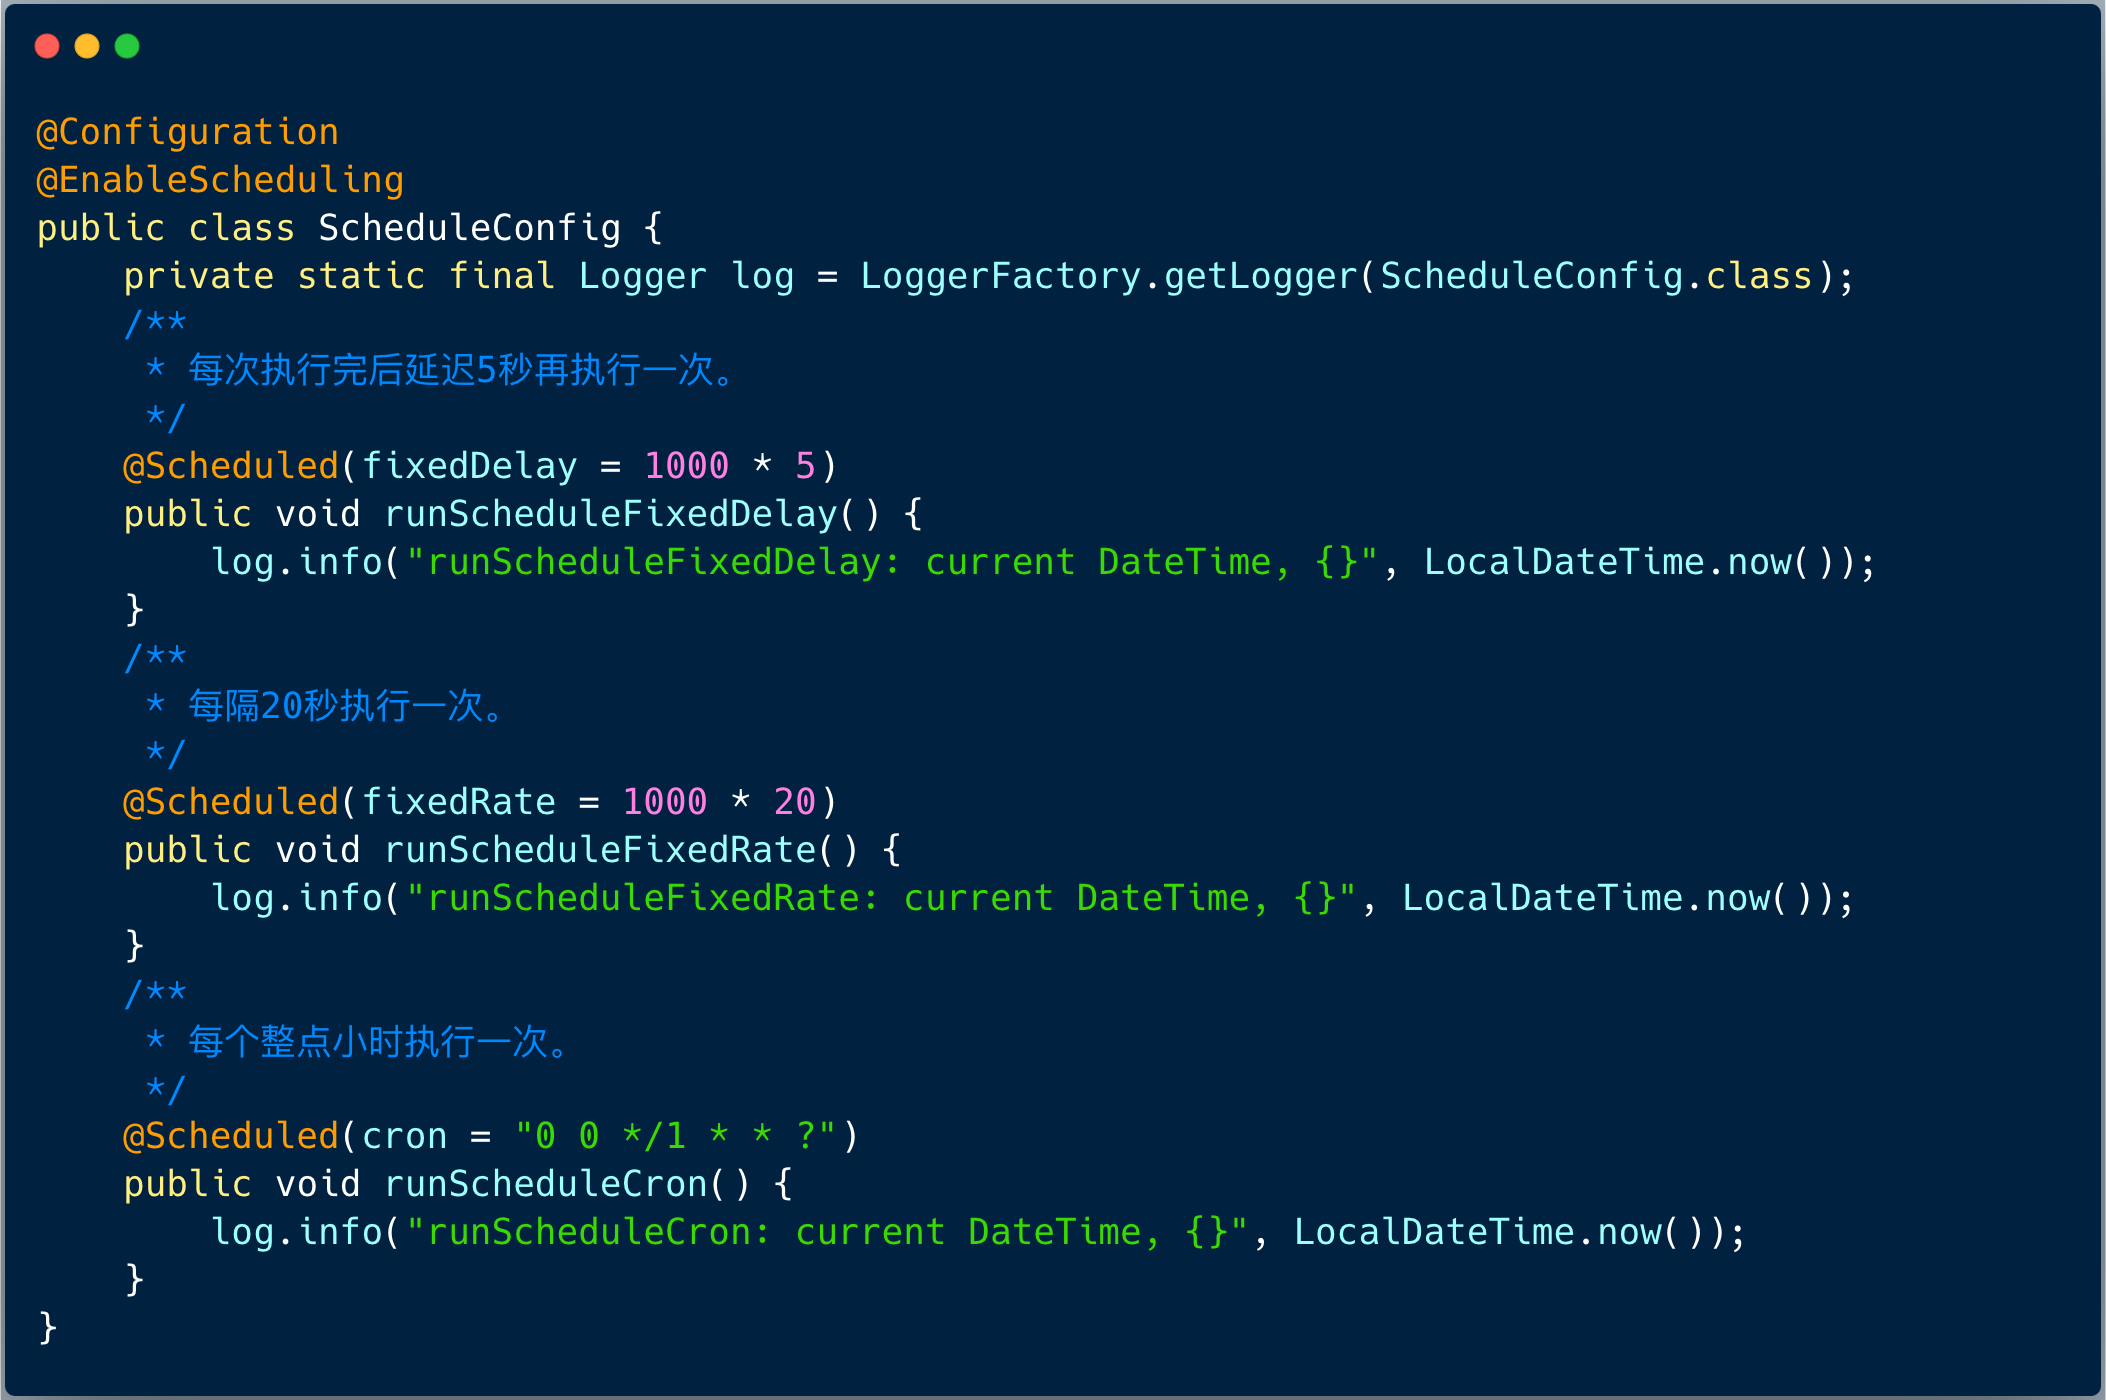 @Configuration
@EnableScheduling
public class ScheduleConfig {
    private static final Logger log = LoggerFactory.getLogger(ScheduleConfig.class);
    /**
     * 每次执行完后延迟5秒再执行一次。
     */
    @Scheduled(fixedDelay = 1000 * 5)
    public void runScheduleFixedDelay() {
        log.info("runScheduleFixedDelay: current DateTime, {}", LocalDateTime.now());
    }
    /**
     * 每隔20秒执行一次。
     */
    @Scheduled(fixedRate = 1000 * 20)
    public void runScheduleFixedRate() {
        log.info("runScheduleFixedRate: current DateTime, {}", LocalDateTime.now());
    }
    /**
     * 每个整点小时执行一次。
     */
    @Scheduled(cron = "0 0 */1 * * ?")
    public void runScheduleCron() {
        log.info("runScheduleCron: current DateTime, {}", LocalDateTime.now());
    }
}